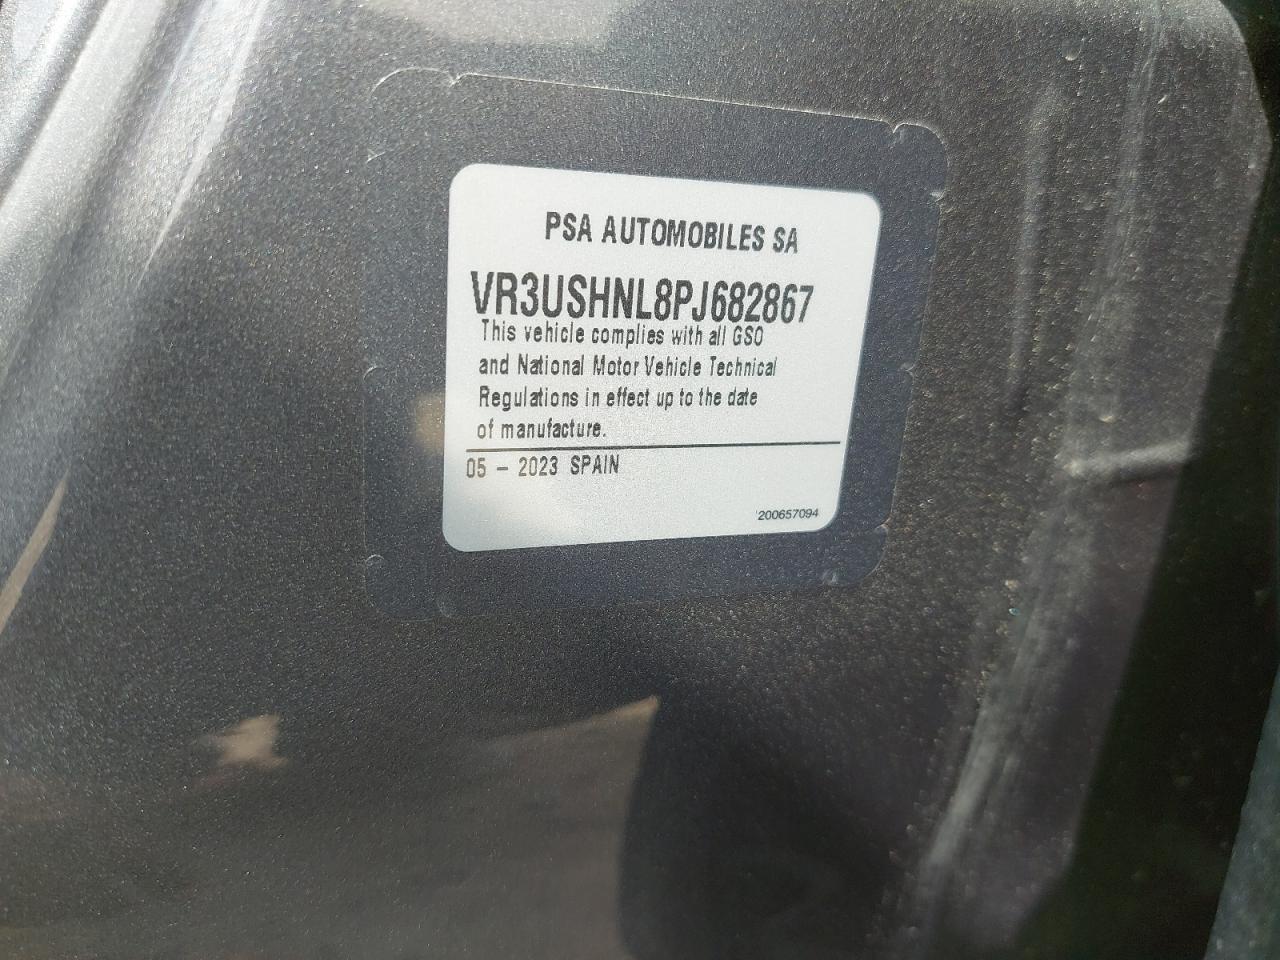 PSA AUTOMOBILES SA
VR3USHNL8PJ682867
This vehicle complies with all GSO
and National Motor Vehicle Technical
Regulations in effect up to the date
of manufacture.
05 - 2023 SPAIN
200657094